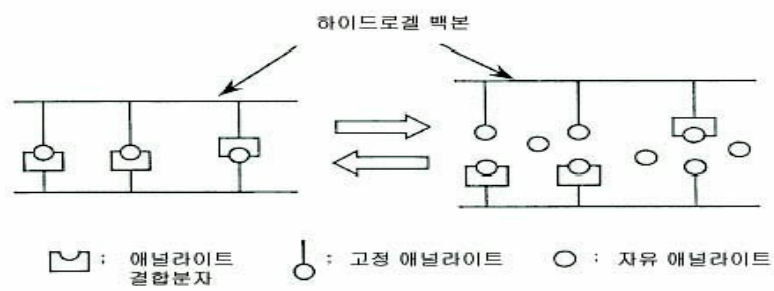 하이드로겔 백본
: 애널라이트
결합분자
: 고정 애널라이트
: 자유 애널라이트